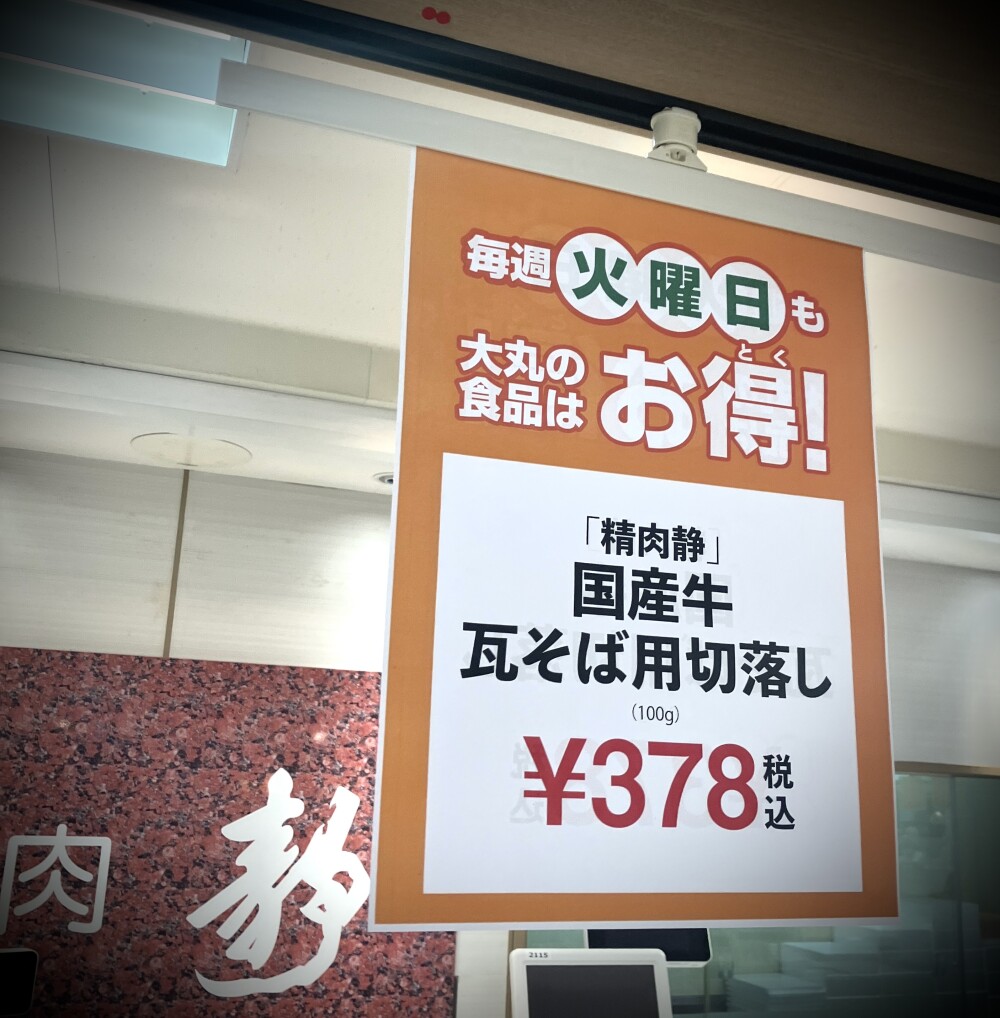 毎週火曜日も
大丸の
食品は
お得!
とく
「精肉静」
国産牛
瓦そば用切落し
(100g)
¥378
税込
肉 静
2115